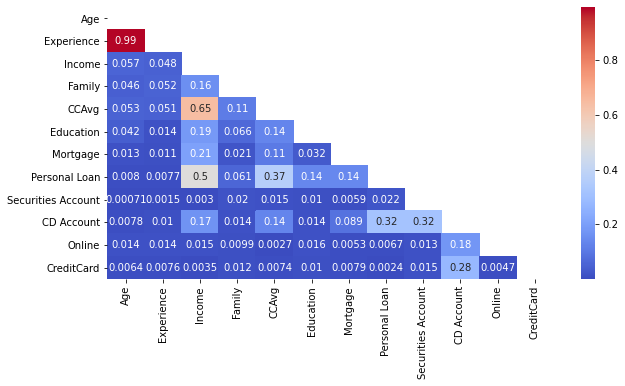 Age
Experience 0.99
Income 0.057 0.048
Family 0.046 0.052 0.16
CCAvg 0.053 0.051 0.65 0.11
Education 0.042 0.014 0.19 0.066 0.14
Mortgage 0.013 0.011 0.21 0.021 0.11 0.032
Personal Loan 0.008 0.0077 0.5 0.061 0.37 0.14 0.14
Securities Account 0.00071 0.0015 0.003 0.02 0.015 0.01 0.0059 0.022
CD Account 0.0078 0.01 0.17 0.014 0.14 0.014 0.089 0.32 0.32
Online 0.014 0.014 0.015 0.0099 0.0027 0.016 0.0053 0.0067 0.013 0.18
CreditCard 0.0064 0.0076 0.0035 0.012 0.0074 0.01 0.0079 0.0024 0.015 0.28 0.0047
Age Experience Income Family CCAvg Education Mortgage Personal Loan Securities Account CD Account Online CreditCard
0.8
0.6
0.4
0.2